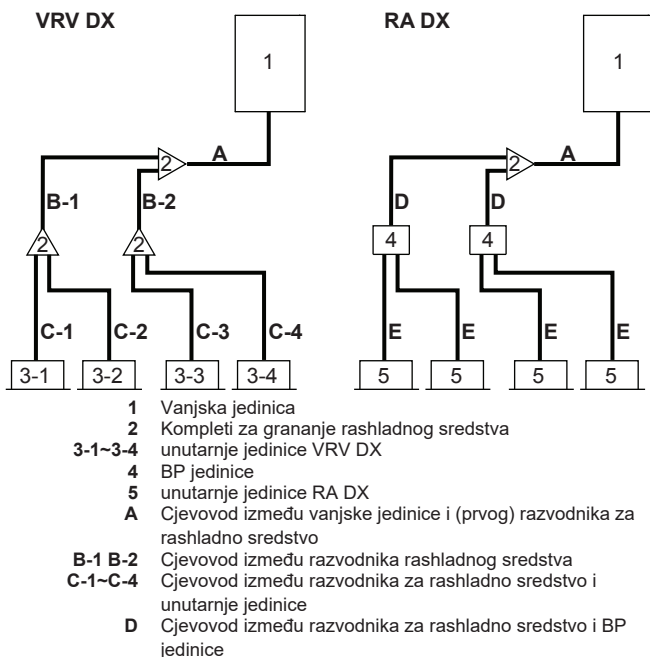 VRV DX
RA DX
1
1
2
A
2
A
B-1
B-2
D
D
2
2
4
4
C-1
C-2
C-3
C-4
E
E
E
E
3-1
3-2
3-3
3-4
5
5
5
5
1 Vanjska jedinica
2 Kompleti za grananje rashladnog sredstva
3-1~3-4 unutarnje jedinice VRV DX
4 BP jedinice
5 unutarnje jedinice RA DX
A Cjevovod između vanjske jedinice i (prvog) razvodnika za
rashladno sredstvo
B-1 B-2 Cjevovod između razvodnika rashladnog sredstva
C-1~C-4 Cjevovod između razvodnika za rashladno sredstvo i
unutarnje jedinice
D Cjevovod između razvodnika za rashladno sredstvo i BP
jedinice